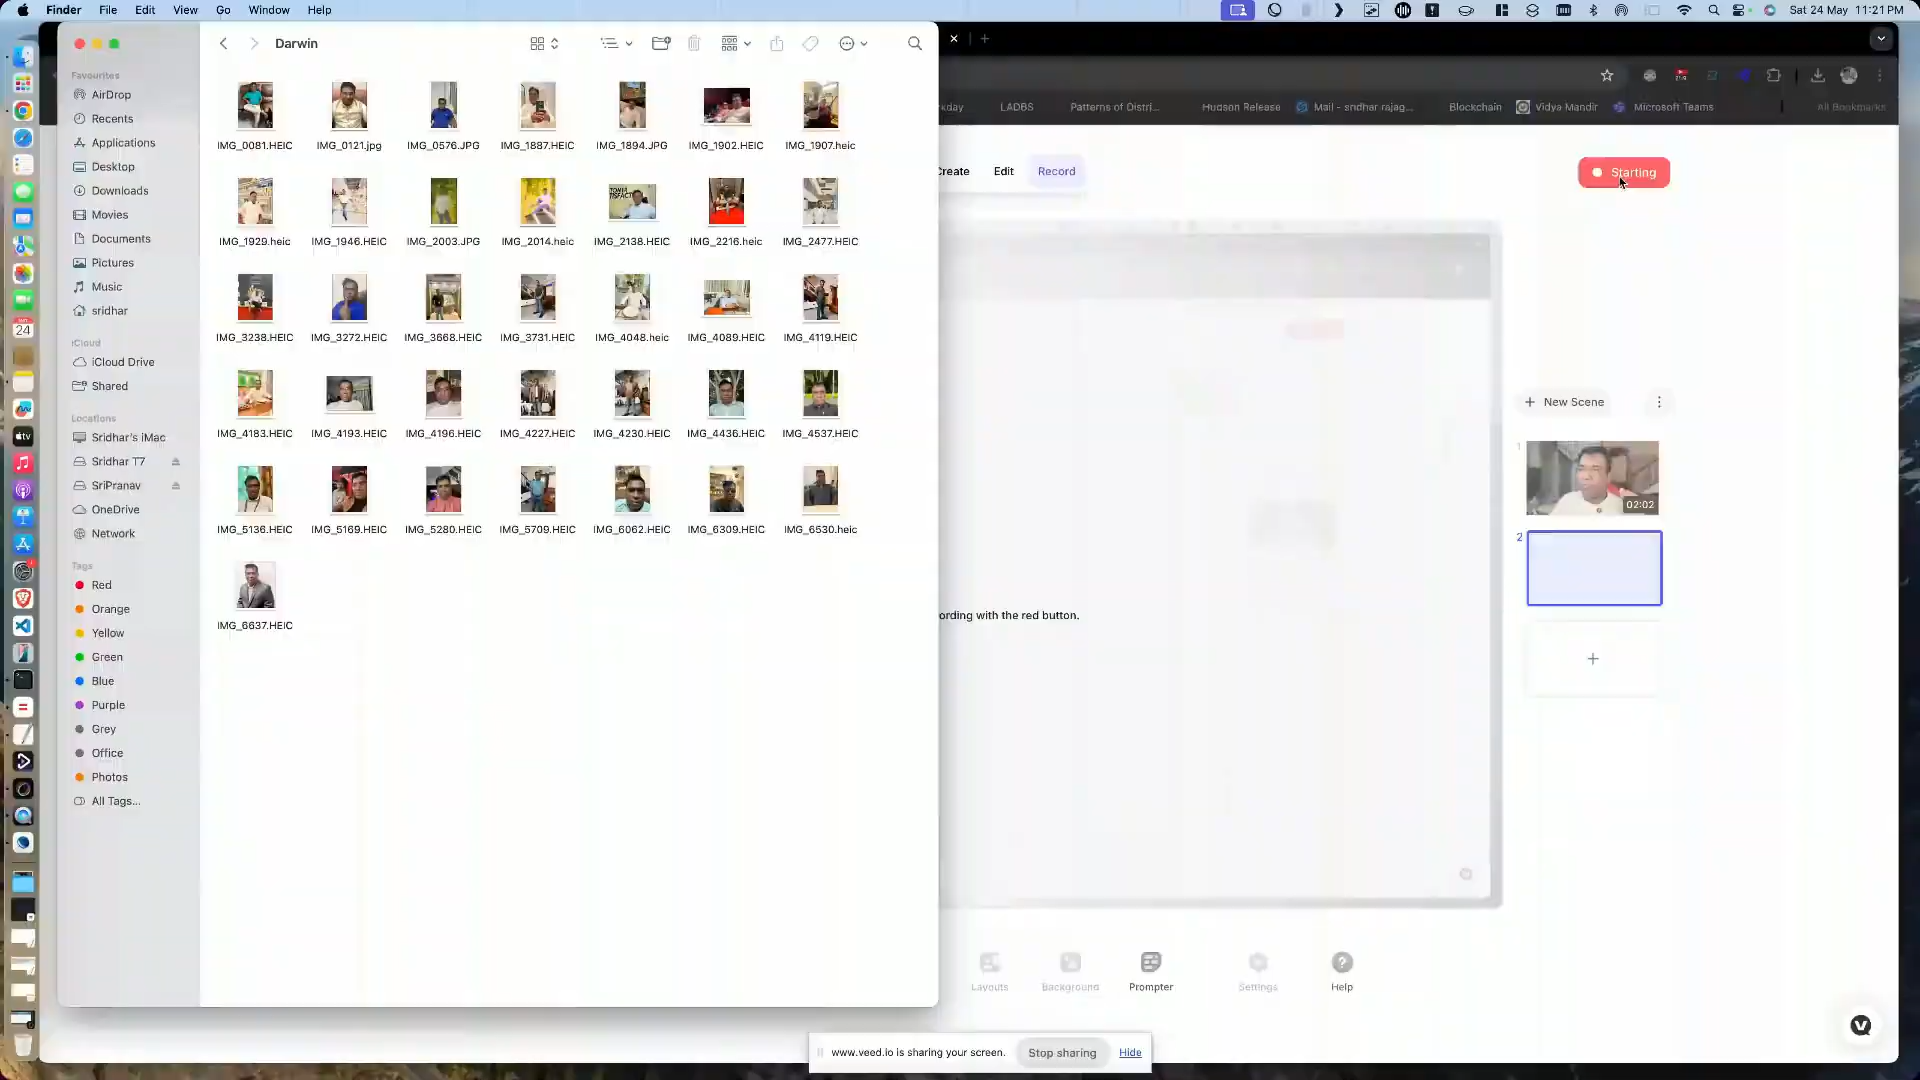 Finder File Edit View Go Window Help
Sat 24 May 11:21 PM
Darwin
Favourites
AirDrop
Recents
Applications
Desktop
Downloads
Movies
Documents
Pictures
Music
sridhar
iCloud
iCloud Drive
Shared
Locations
Sridhar's iMac
Sridhar T7
SriPranav
OneDrive
Network
Tags
Red
Orange
Yellow
Green
Blue
Purple
Grey
Office
Photos
All Tags...
IMG_0081.HEIC IMG_0121.jpg IMG_0576.JPG IMG_1887.HEIC IMG_1894.JPG IMG_1902.HEIC IMG_1907.heic
IMG_1929.heic IMG_1946.HEIC IMG_2003.JPG IMG_2014.heic IMG_2138.HEIC IMG_2216.heic IMG_2477.HEIC
IMG_3238.HEIC IMG_3272.HEIC IMG_3668.HEIC IMG_3731.HEIC IMG_4048.heic IMG_4089.HEIC IMG_4119.HEIC
IMG_4183.HEIC IMG_4193.HEIC IMG_4196.HEIC IMG_4227.HEIC IMG_4230.HEIC IMG_4436.HEIC IMG_4537.HEIC
IMG_5136.HEIC IMG_5169.HEIC IMG_5280.HEIC IMG_5709.HEIC IMG_6062.HEIC IMG_6309.HEIC IMG_6530.heic
IMG_6637.HEIC
kday LADBS Patterns of Distri... Hudson Release Mail - sridhar rajag... Blockchain Vidya Mandir Microsoft Teams All Bookmarks
Create Edit Record
Starting
New Scene
1
02:02
2
ording with the red button.
Layouts Background Prompter Settings Help
www.veed.io is sharing your screen. Stop sharing Hide
24
tv